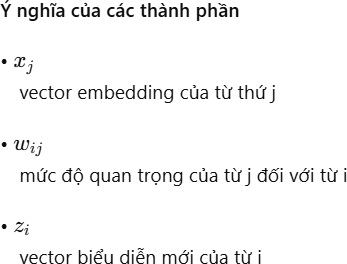 Ý nghĩa của các thành phần
• xⱼ
vector embedding của từ thứ j
• wᵢⱼ
mức độ quan trọng của từ j đối với từ i
• zᵢ
vector biểu diễn mới của từ i